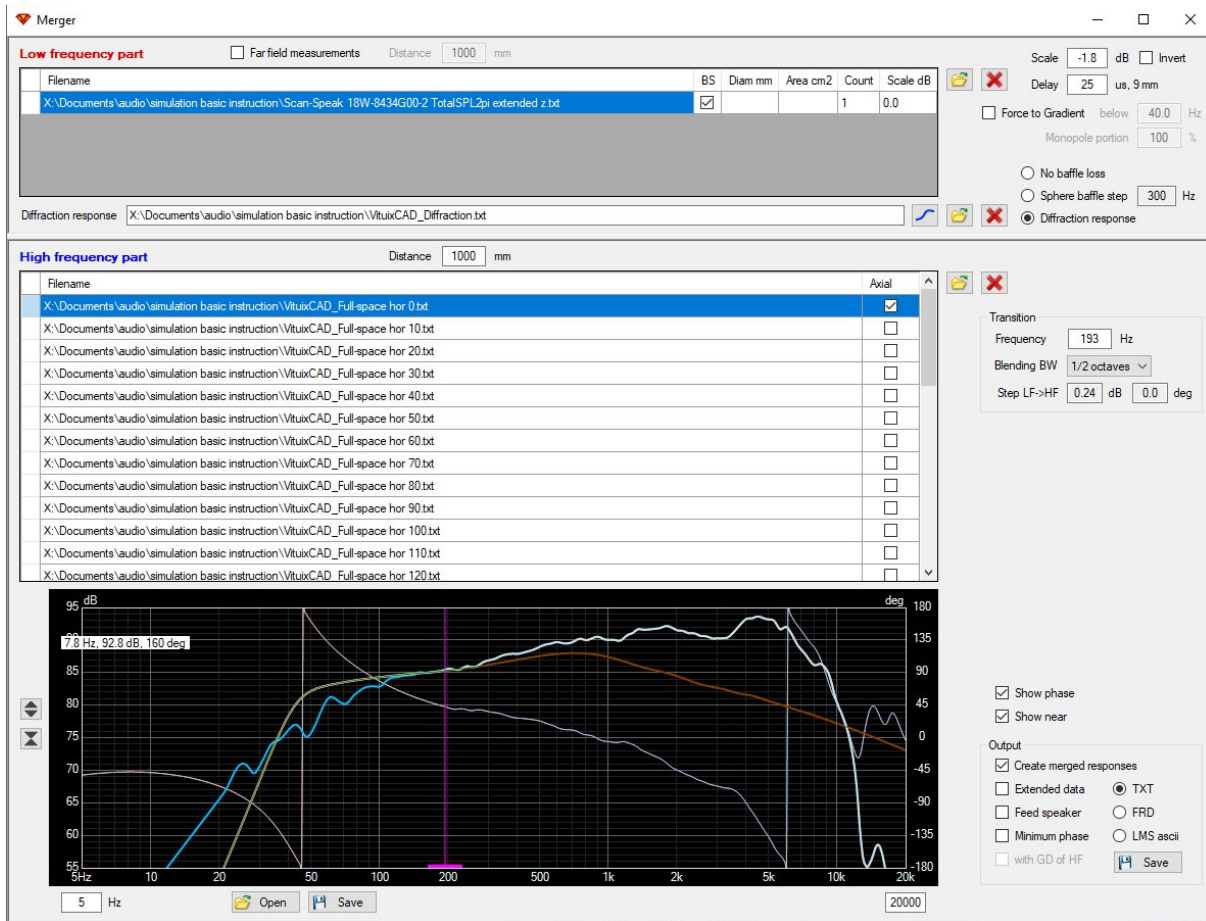 Merger
Low frequency part Far field measurements Distance 1000 mm
Scale -1.8 dB Invert
Filename BS Diam mm Area cm2 Count Scale dB
Delay 25 us, 9 mm
X:\Documents\audio\simulation basic instruction\Scan-Speak 18W-8434G00-2 TotalSPL2pi extended z.txt 1 0.0
Force to Gradient below 40.0 Hz
Monopole portion 100 %
No baffle loss
Sphere baffle step 300 Hz
Diffraction response X:\Documents\audio\simulation basic instruction\VituixCAD_Diffraction.txt
Diffraction response
High frequency part Distance 1000 mm
Filename Axial
X:\Documents\audio\simulation basic instruction\VituixCAD_Full-space hor 0.txt
X:\Documents\audio\simulation basic instruction\VituixCAD_Full-space hor 10.txt
X:\Documents\audio\simulation basic instruction\VituixCAD_Full-space hor 20.txt
X:\Documents\audio\simulation basic instruction\VituixCAD_Full-space hor 30.txt
X:\Documents\audio\simulation basic instruction\VituixCAD_Full-space hor 40.txt
X:\Documents\audio\simulation basic instruction\VituixCAD_Full-space hor 50.txt
X:\Documents\audio\simulation basic instruction\VituixCAD_Full-space hor 60.txt
X:\Documents\audio\simulation basic instruction\VituixCAD_Full-space hor 70.txt
X:\Documents\audio\simulation basic instruction\VituixCAD_Full-space hor 80.txt
X:\Documents\audio\simulation basic instruction\VituixCAD_Full-space hor 90.txt
X:\Documents\audio\simulation basic instruction\VituixCAD_Full-space hor 100.txt
X:\Documents\audio\simulation basic instruction\VituixCAD_Full-space hor 110.txt
X:\Documents\audio\simulation basic instruction\VituixCAD_Full-space hor 120.txt
Transition
Frequency 193 Hz
Blending BW 1/2 octaves
Step LF->HF 0.24 dB 0.0 deg
95 dB deg 180
90 135
7.8 Hz, 92.8 dB, 160 deg
85 90
80 45
75 0
70 -45
65 -90
60 -135
55 -180
5Hz 10 20 50 100 200 500 1k 2k 5k 10k 20k
5 Hz Open Save 20000
Show phase
Show near
Output
Create merged responses
Extended data TXT
Feed speaker FRD
Minimum phase LMS ascii
with GD of HF Save